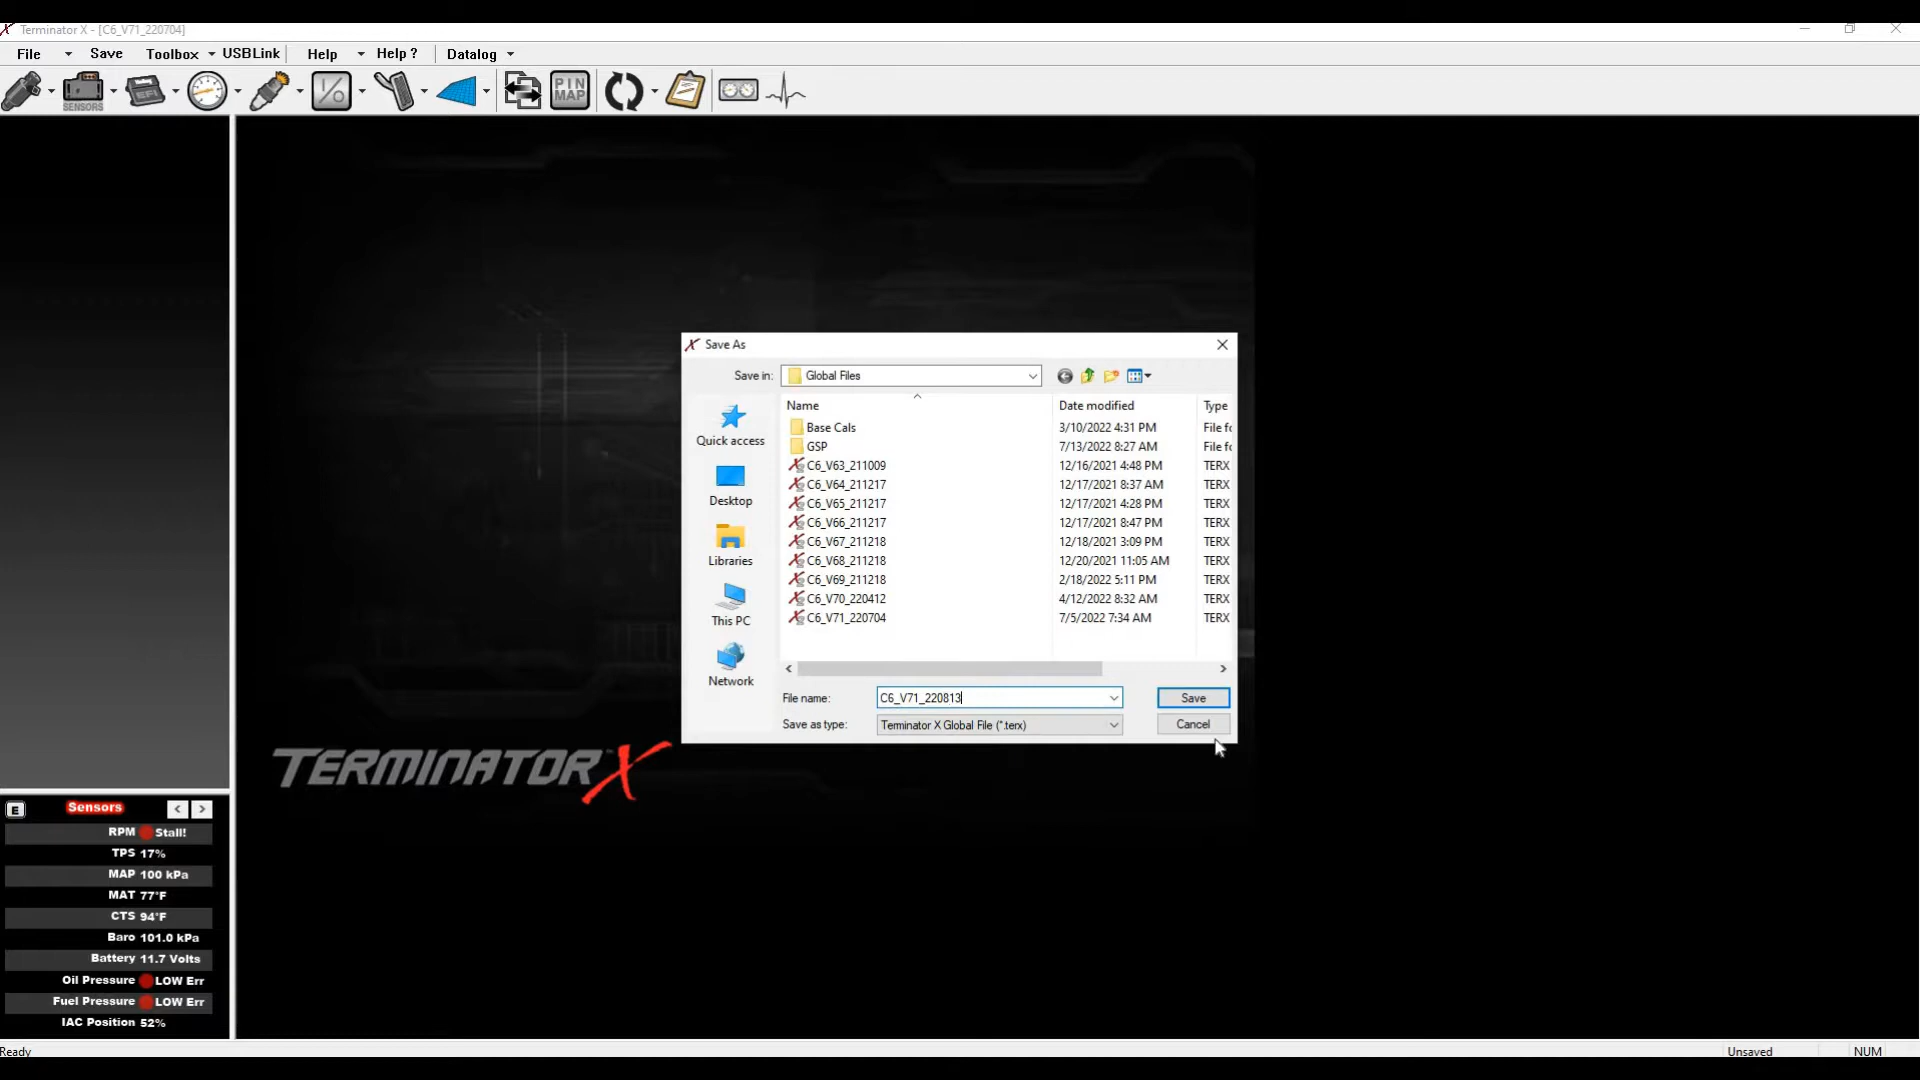 Terminator X - [C6_V71_220704]
File Save Toolbox USBLink Help Help ? Datalog
SENSORS EFI I/O PIN MAP
Save As
Save in: Global Files
Name Date modified Type
Quick access
Desktop
Libraries
This PC
Network
Base Cals 3/10/2022 4:31 PM File fo
GSP 7/13/2022 8:27 AM File fo
C6_V63_211009 12/16/2021 4:48 PM TERX
C6_V64_211217 12/17/2021 8:37 AM TERX
C6_V65_211217 12/17/2021 4:28 PM TERX
C6_V66_211217 12/17/2021 8:47 PM TERX
C6_V67_211218 12/18/2021 3:09 PM TERX
C6_V68_211218 12/20/2021 11:05 AM TERX
C6_V69_211218 2/18/2022 5:11 PM TERX
C6_V70_220412 4/12/2022 8:32 AM TERX
C6_V71_220704 7/5/2022 7:34 AM TERX
File name: C6_V71_220813 Save
Save as type: Terminator X Global File (*.terx) Cancel
TERMINATOR X
E Sensors < >
RPM Stall!
TPS 17%
MAP 100 kPa
MAT 77°F
CTS 94°F
Baro 101.0 kPa
Battery 11.7 Volts
Oil Pressure LOW Err
Fuel Pressure LOW Err
IAC Position 52%
Ready Unsaved NUM